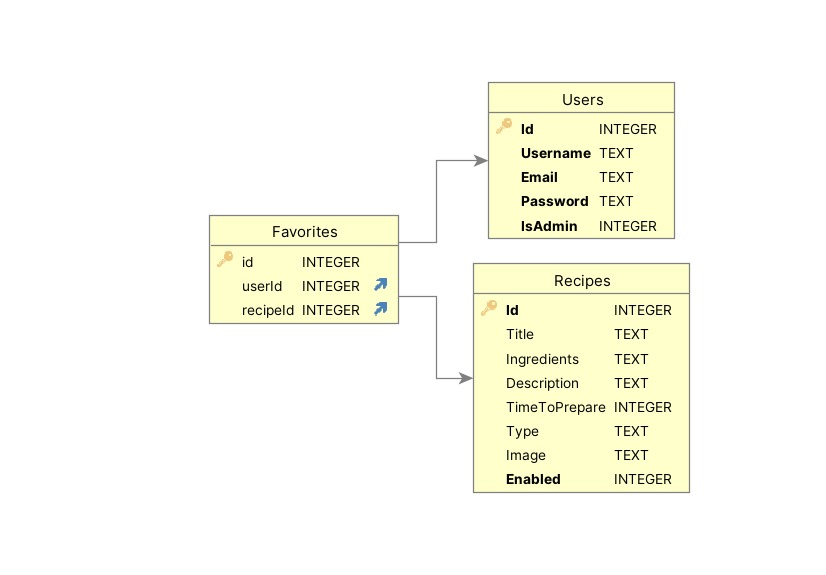 Users
Id INTEGER
Username TEXT
Email TEXT
Password TEXT
IsAdmin INTEGER
Favorites
id INTEGER
userId INTEGER
recipeId INTEGER
Recipes
Id INTEGER
Title TEXT
Ingredients TEXT
Description TEXT
TimeToPrepare INTEGER
Type TEXT
Image TEXT
Enabled INTEGER